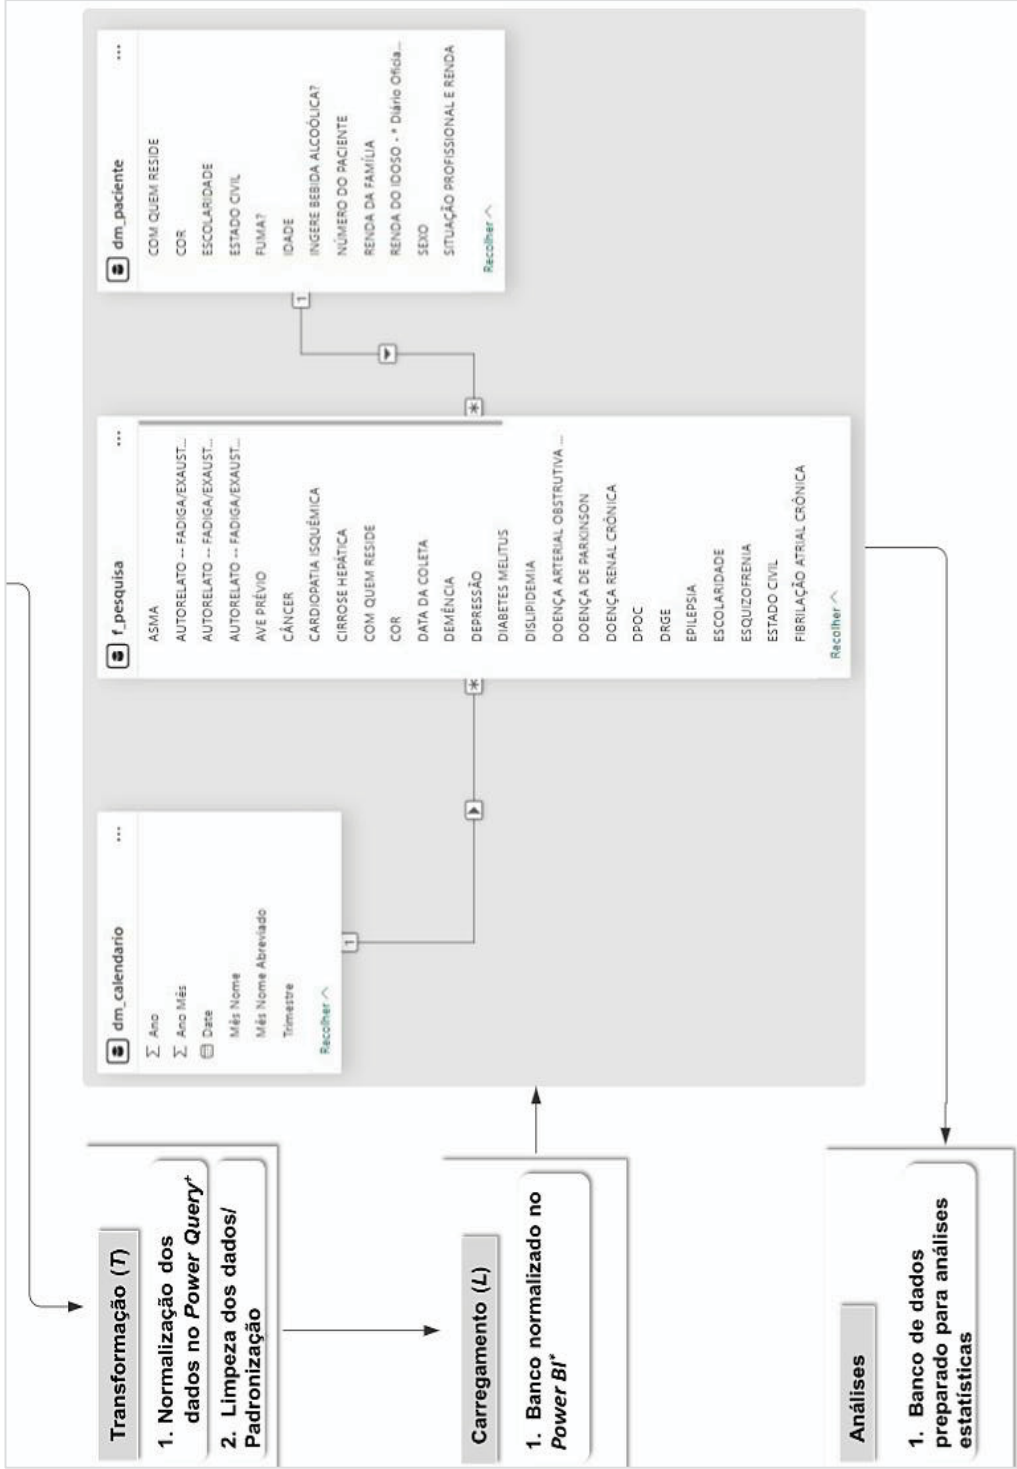 Transformação (T)
1. Normalização dos
dados no Power Query+
2. Limpeza dos dados/
Padronização
Carregamento (L)
1. Banco normalizado no
Power BI*
Análises
1. Banco de dados
preparado para análises
estatísticas
dm_calendario
...
∑ Ano
∑ Ano Mês
Date
Mês Nome
Mês Nome Abreviado
Trimestre
Recolher
1
*
f_pesquisa
...
ASMA
AUTORELATO -- FADIGA/EXAUST...
AUTORELATO -- FADIGA/EXAUST...
AUTORELATO -- FADIGA/EXAUST...
AVE PRÉVIO
CÂNCER
CARDIOPATIA ISQUÊMICA
CIRROSE HEPÁTICA
COM QUEM RESIDE
COR
DATA DA COLETA
DEMÊNCIA
DEPRESSÃO
DIABETES MELITUS
DISLIPIDEMIA
DOENÇA ARTERIAL OBSTRUTIVA ...
DOENÇA DE PARKINSON
DOENÇA RENAL CRÔNICA
DPOC
DRGE
EPILEPSIA
ESCOLARIDADE
ESQUIZOFRENIA
ESTADO CIVIL
FIBRILAÇÃO ATRIAL CRÔNICA
Recolher
*
1
dm_paciente
...
COM QUEM RESIDE
COR
ESCOLARIDADE
ESTADO CIVIL
FUMA?
IDADE
INGERE BEBIDA ALCOÓLICA?
NÚMERO DO PACIENTE
RENDA DA FAMÍLIA
RENDA DO IDOSO - * Diário Oficia...
SEXO
SITUAÇÃO PROFISSIONAL E RENDA
Recolher